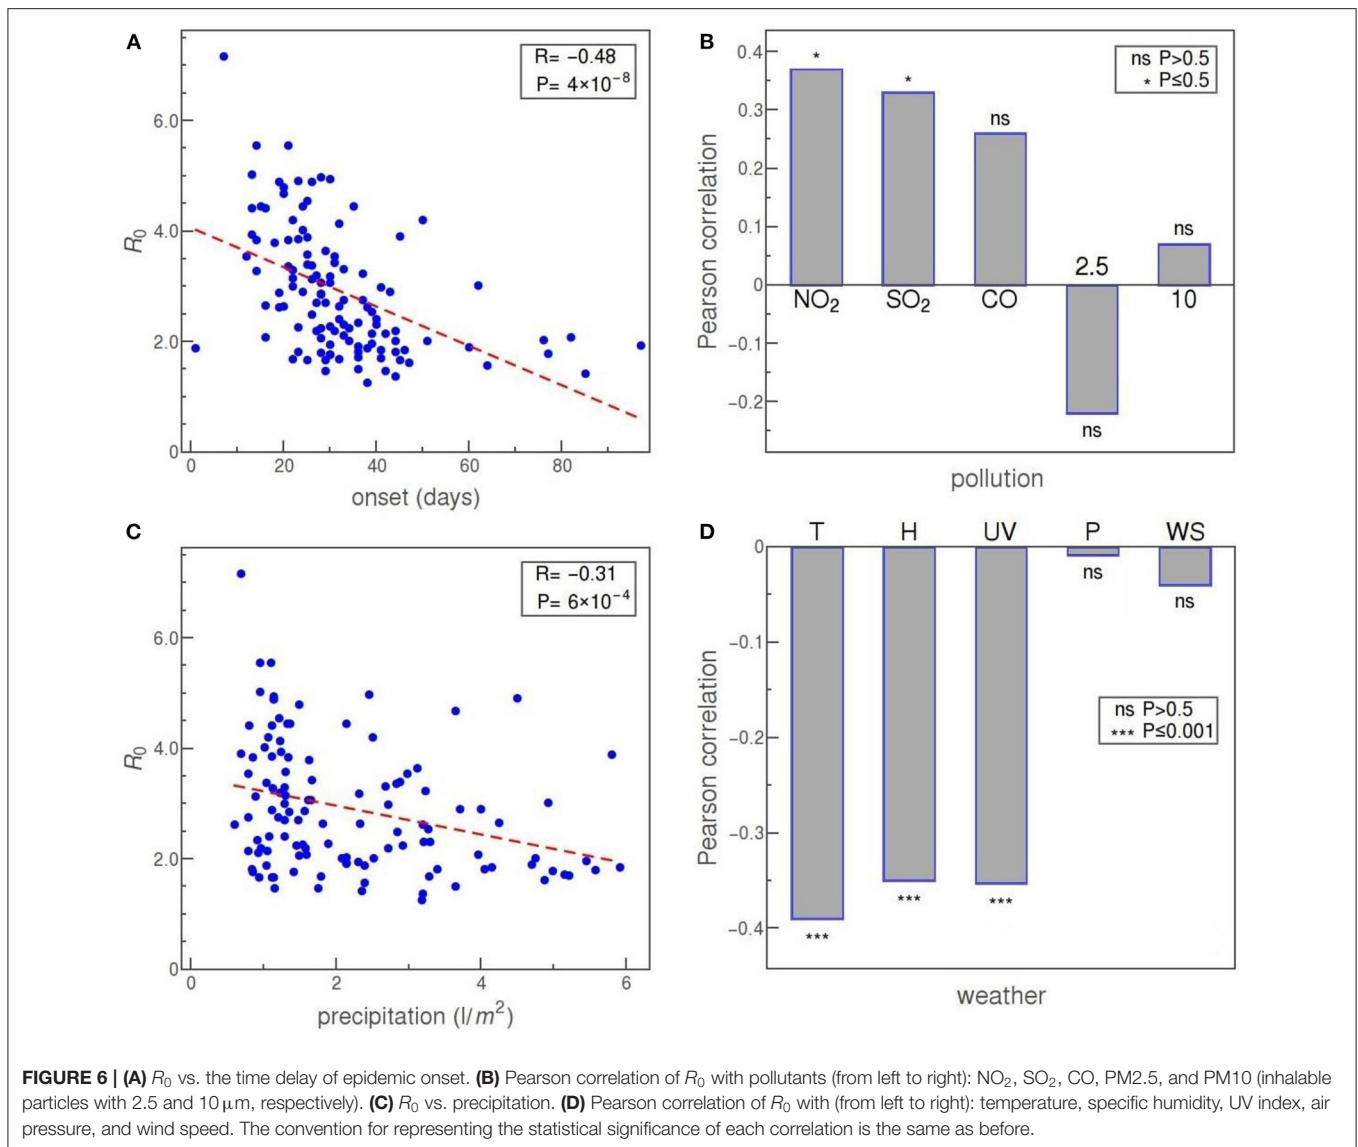 A
R= −0.48
P= 4×10⁻⁸
6.0
4.0
2.0
0
R₀
0 20 40 60 80
onset (days)
B
ns P>0.5
* P≤0.5
0.4
0.3
0.2
0.1
0
−0.1
−0.2
Pearson correlation
* * ns ns
2.5
NO₂ SO₂ CO 10
ns
pollution
C
R= −0.31
P= 6×10⁻⁴
6.0
4.0
2.0
0
R₀
0 2 4 6
precipitation (l/m²)
D
T H UV P WS
0
−0.1
−0.2
−0.3
−0.4
Pearson correlation
ns
ns
ns P>0.5
*** P≤0.001
*** *** ***
weather
FIGURE 6 | (A) R₀ vs. the time delay of epidemic onset. (B) Pearson correlation of R₀ with pollutants (from left to right): NO₂, SO₂, CO, PM2.5, and PM10 (inhalable
particles with 2.5 and 10 μm, respectively). (C) R₀ vs. precipitation. (D) Pearson correlation of R₀ with (from left to right): temperature, specific humidity, UV index, air
pressure, and wind speed. The convention for representing the statistical significance of each correlation is the same as before.